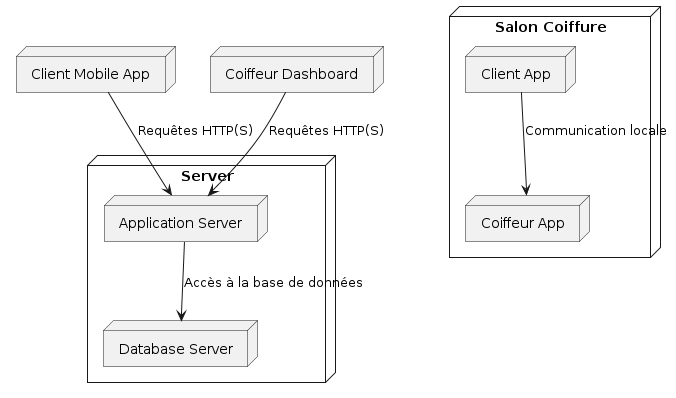 Salon Coiffure
Client Mobile App
Coiffeur Dashboard
Client App
Requêtes HTTP(S)
Requêtes HTTP(S)
Communication locale
Server
Application Server
Coiffeur App
Accès à la base de données
Database Server